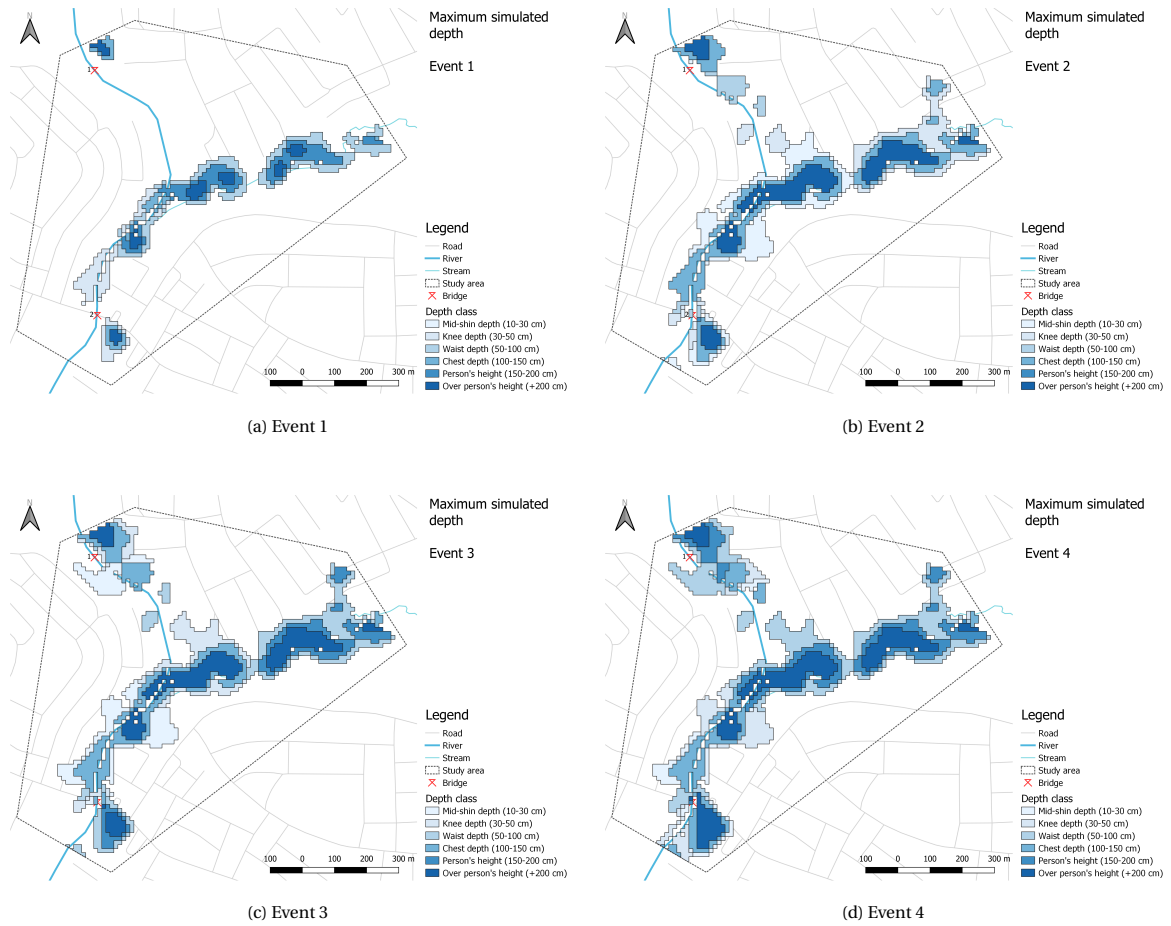 N
Maximum simulated
depth
Event 1
1
2
Legend
Road
River
Stream
Study area
Bridge
Depth class
Mid-shin depth (10-30 cm)
Knee depth (30-50 cm)
Waist depth (50-100 cm)
Chest depth (100-150 cm)
Person's height (150-200 cm)
Over person's height (+200 cm)
100 0 100 200 300 m
(a) Event 1
N
Maximum simulated
depth
Event 2
1
2
Legend
Road
River
Stream
Study area
Bridge
Depth class
Mid-shin depth (10-30 cm)
Knee depth (30-50 cm)
Waist depth (50-100 cm)
Chest depth (100-150 cm)
Person's height (150-200 cm)
Over person's height (+200 cm)
100 0 100 200 300 m
(b) Event 2
N
Maximum simulated
depth
Event 3
1
Legend
Road
River
Stream
Study area
Bridge
Depth class
Mid-shin depth (10-30 cm)
Knee depth (30-50 cm)
Waist depth (50-100 cm)
Chest depth (100-150 cm)
Person's height (150-200 cm)
Over person's height (+200 cm)
100 0 100 200 300 m
(c) Event 3
N
Maximum simulated
depth
Event 4
1
Legend
Road
River
Stream
Study area
Bridge
Depth class
Mid-shin depth (10-30 cm)
Knee depth (30-50 cm)
Waist depth (50-100 cm)
Chest depth (100-150 cm)
Person's height (150-200 cm)
Over person's height (+200 cm)
100 0 100 200 300 m
(d) Event 4